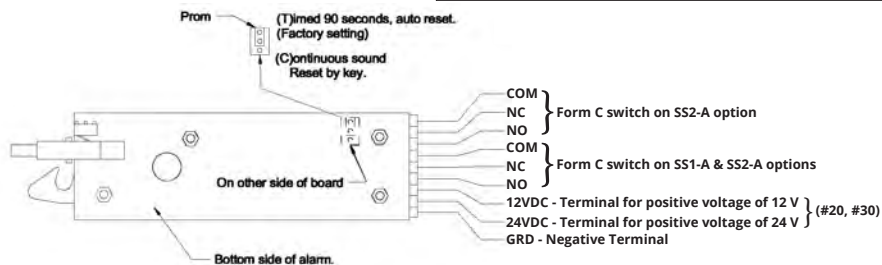 Prom
(T)imed 90 seconds, auto reset.
(Factory setting)
(C)ontinuous sound
Reset by key.
COM
NC
NO
Form C switch on SS2-A option
COM
NC
NO
Form C switch on SS1-A & SS2-A options
12VDC - Terminal for positive voltage of 12 V
24VDC - Terminal for positive voltage of 24 V
(#20, #30)
GRD - Negative Terminal
On other side of board
Bottom side of alarm.